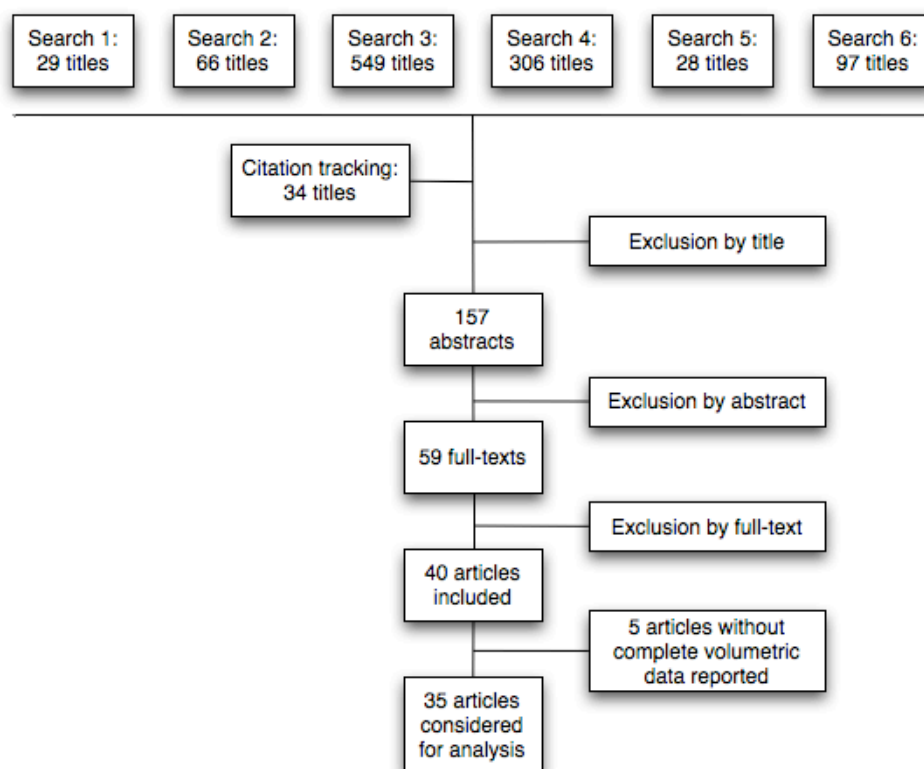 Search 1:
29 titles
Search 2:
66 titles
Search 3:
549 titles
Search 4:
306 titles
Search 5:
28 titles
Search 6:
97 titles
Citation tracking:
34 titles
Exclusion by title
157
abstracts
Exclusion by abstract
59 full-texts
Exclusion by full-text
40 articles
included
5 articles without
complete volumetric
data reported
35 articles
considered
for analysis